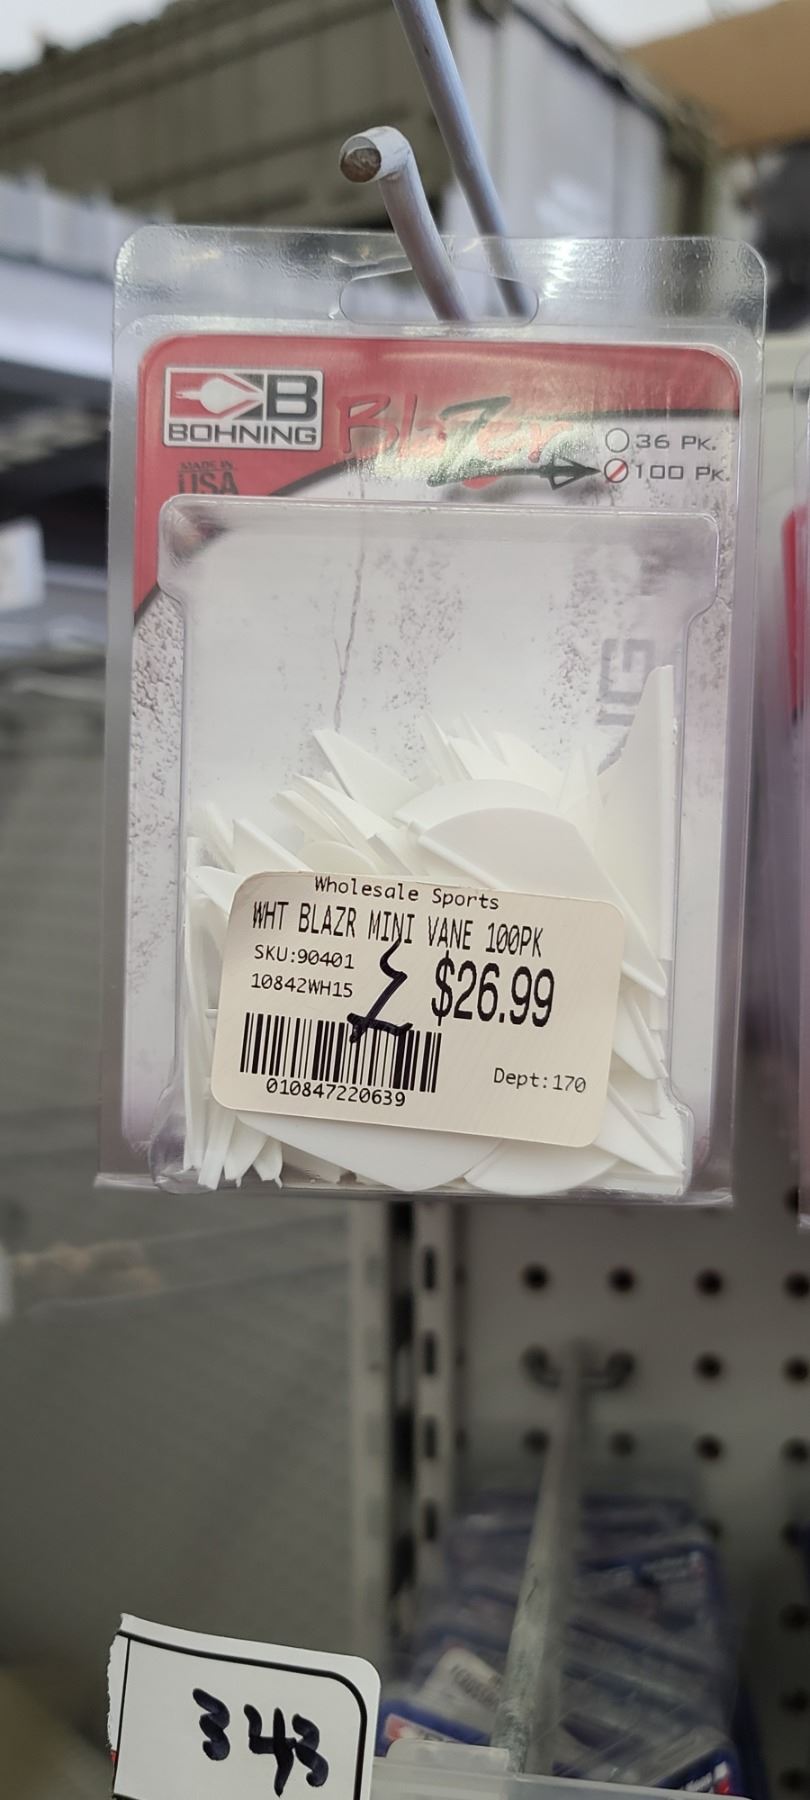 B
BOHNING
MADE IN
USA
Blazer
36 PK.
100 PK.
NG
Wholesale Sports
WHT BLAZR MINI VANE 100PK
SKU:90401
10842WH15
$26.99
010847220639
Dept:170
343